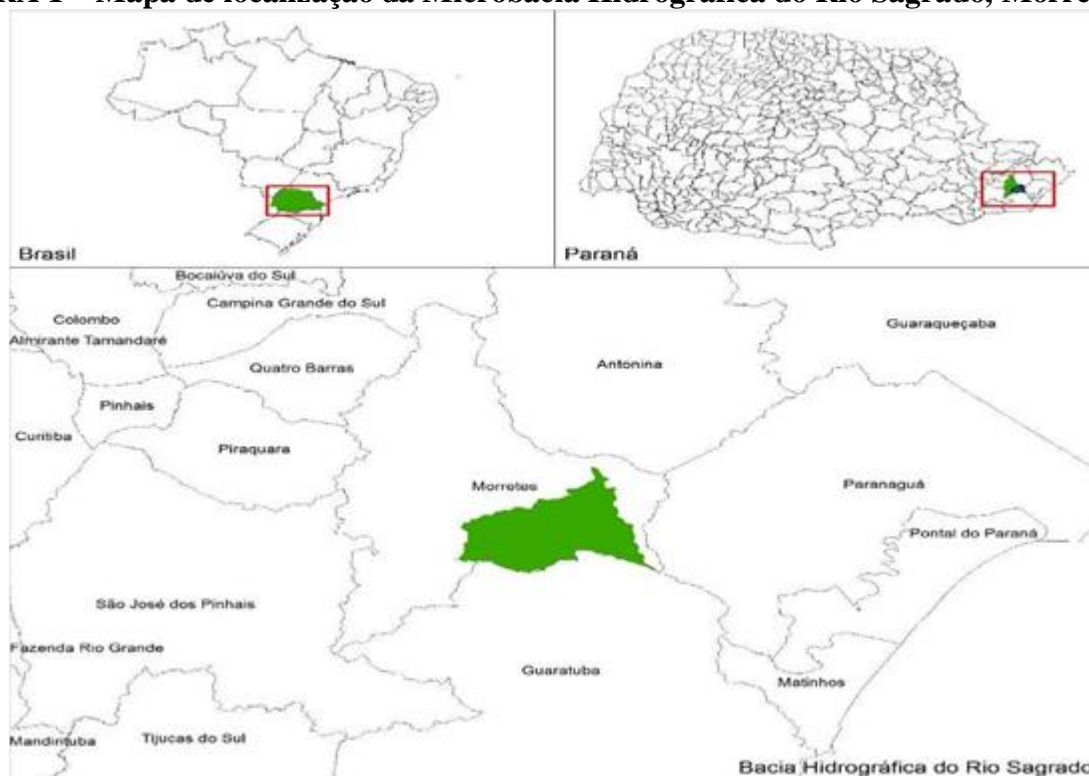 1 – Mapa de localização da Microbacia Hidrográfica do Rio Sagrado,
Brasil
Paraná
Bocaiúva do Sul
Campina Grande do Sul
Colombo
Guaraqueçaba
Almirante Tamandaré
Antonina
Quatro Barras
Pinhais
Curitiba
Piraquara
Morretes
Paranaguá
Pontal do Paraná
São José dos Pinhais
Fazenda Rio Grande
Guaratuba
Matinhos
Mandirituba
Tijucas do Sul
Bacia Hidrográfica do Rio Sagrado